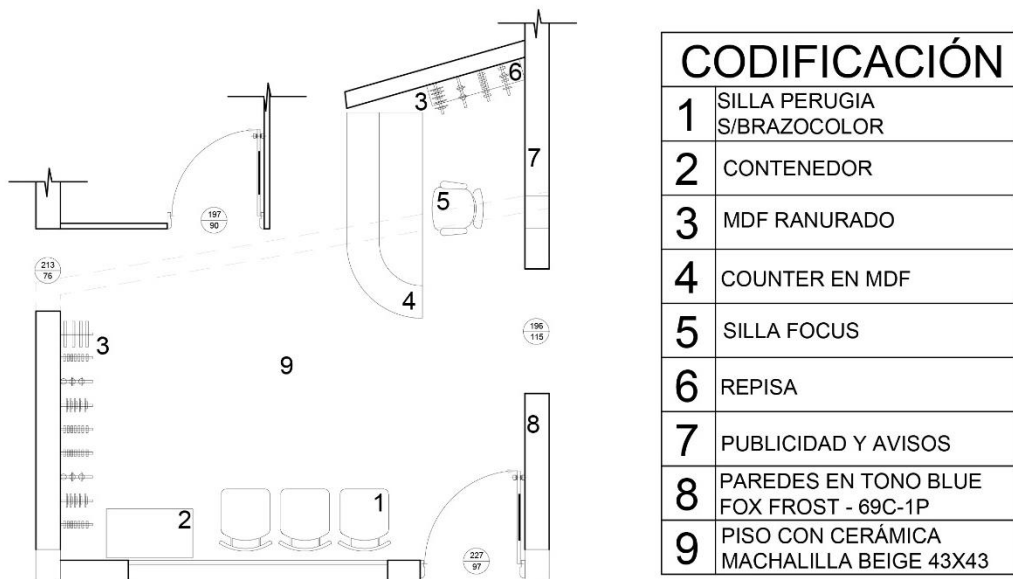 6
3
7
5
197
90
213
76
4
196
115
3
9
8
1
2
227
97
CODIFICACIÓN
1 SILLA PERUGIA
S/BRAZOCOLOR
2 CONTENEDOR
3 MDF RANURADO
4 COUNTER EN MDF
5 SILLA FOCUS
6 REPISA
7 PUBLICIDAD Y AVISOS
8 PAREDES EN TONO BLUE
FOX FROST - 69C-1P
9 PISO CON CERÁMICA
MACHALILLA BEIGE 43X43